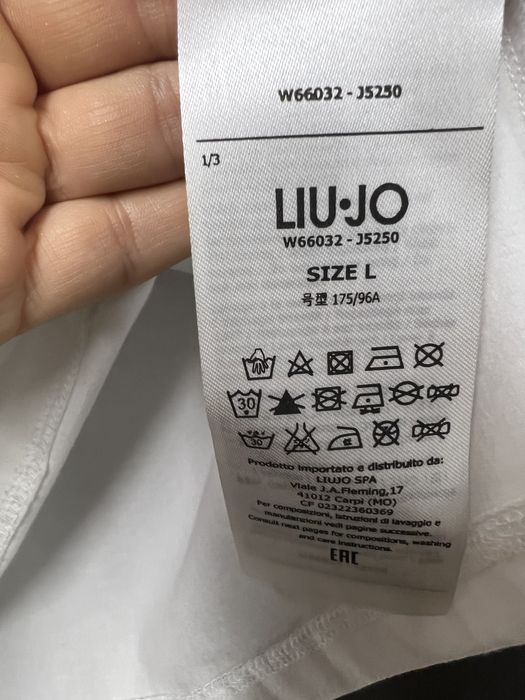 W66032 - J5250
1/3
LIU·JO
W66032 - J5250
SIZE L
号型 175/96A
30
30
Prodotto importato e distribuito da:
LIUJO SPA
Viale J.A.Fleming,17
41012 Carpi (MO)
CF 02322360369
Per composizioni, istruzioni di lavaggio e
manutenzioni vedi pagine successive.
Consult next pages for compositions, washing
and care instructions.
EAC